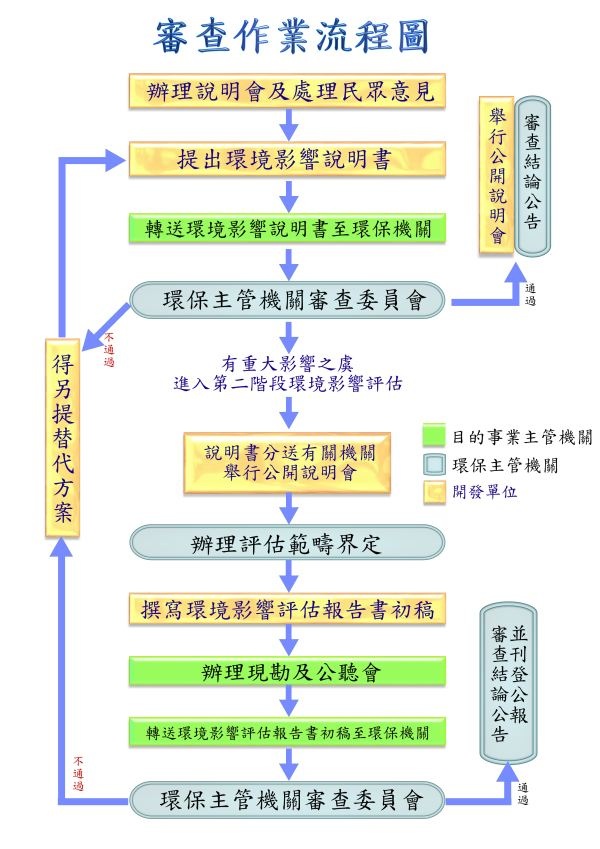 審查作業流程圖
辦理說明會及處理民眾意見
提出環境影響說明書
轉送環境影響說明書至環保機關
環保主管機關審查委員會
通過
舉行公開說明會
審查結論公告
不通過
得另提替代方案
有重大影響之虞
進入第二階段環境影響評估
說明書分送有關機關
舉行公開說明會
目的事業主管機關
環保主管機關
開發單位
辦理評估範疇界定
撰寫環境影響評估報告書初稿
辦理現勘及公聽會
轉送環境影響評估報告書初稿至環保機關
環保主管機關審查委員會
不通過
通過
並刊登公報
審查結論公告